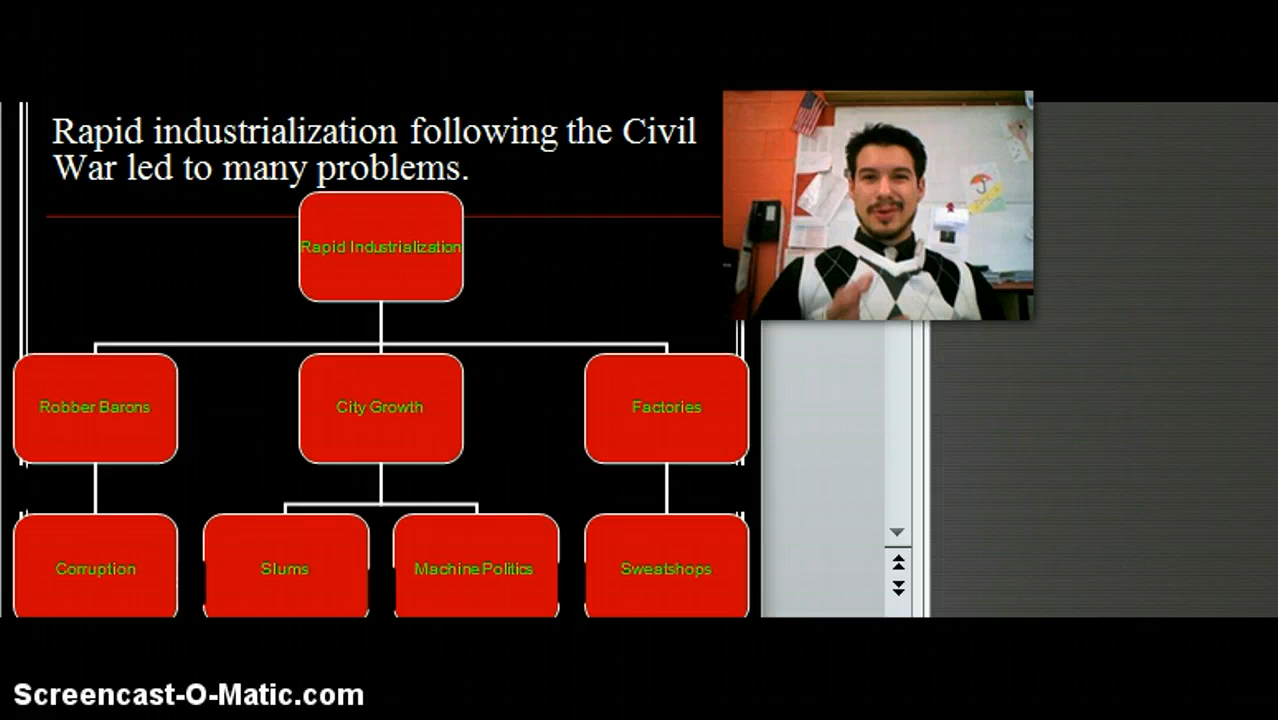 Rapid industrialization following the Civil
War led to many problems.
Rapid Industrialization
Robber Barons
City Growth
Factories
Corruption
Slums
Machine Politics
Sweatshops
Screencast-O-Matic.com